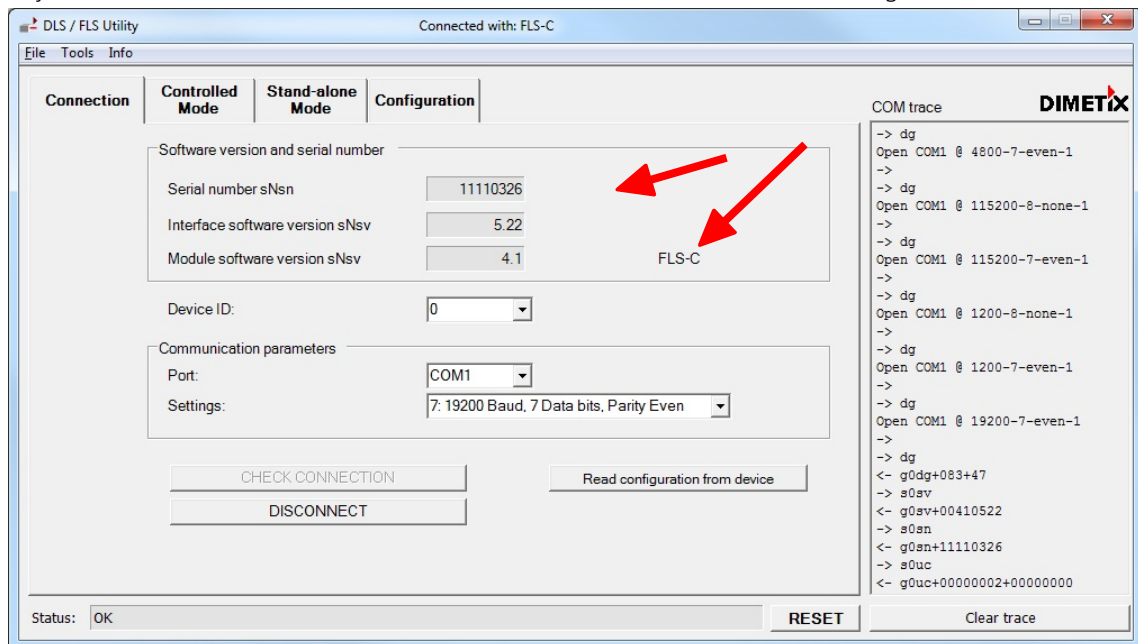 DLS / FLS Utility
Connected with: FLS-C
File Tools Info
Connection
Controlled Mode
Stand-alone Mode
Configuration
Software version and serial number
Serial number sNsn 11110326
Interface software version sNsv 5.22
Module software version sNsv 4.1 FLS-C
Device ID: 0
Communication parameters
Port: COM1
Settings: 7: 19200 Baud, 7 Data bits, Parity Even
CHECK CONNECTION
Read configuration from device
DISCONNECT
COM trace
DIMETIX
-> dg
Open COM1 @ 4800-7-even-1
->
-> dg
Open COM1 @ 115200-8-none-1
->
-> dg
Open COM1 @ 115200-7-even-1
->
-> dg
Open COM1 @ 1200-8-none-1
->
-> dg
Open COM1 @ 1200-7-even-1
->
-> dg
Open COM1 @ 19200-7-even-1
->
-> dg
<- g0dg+083+47
-> s0sv
<- g0sv+00410522
-> s0sn
<- g0sn+11110326
-> s0uc
<- g0uc+00000002+00000000
Status: OK
RESET
Clear trace